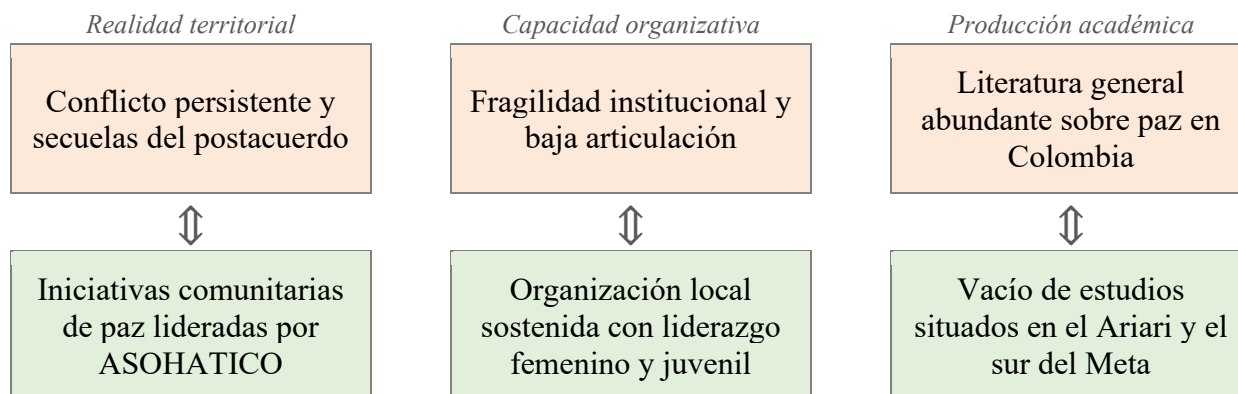 Realidad territorial
Capacidad organizativa
Producción académica
Conflicto persistente y
secuelas del postacuerdo
Fragilidad institucional y
baja articulación
Literatura general
abundante sobre paz en
Colombia
⇕
⇕
⇕
Iniciativas comunitarias
de paz lideradas por
ASOHATICO
Organización local
sostenida con liderazgo
femenino y juvenil
Vacío de estudios
situados en el Ariari y el
sur del Meta